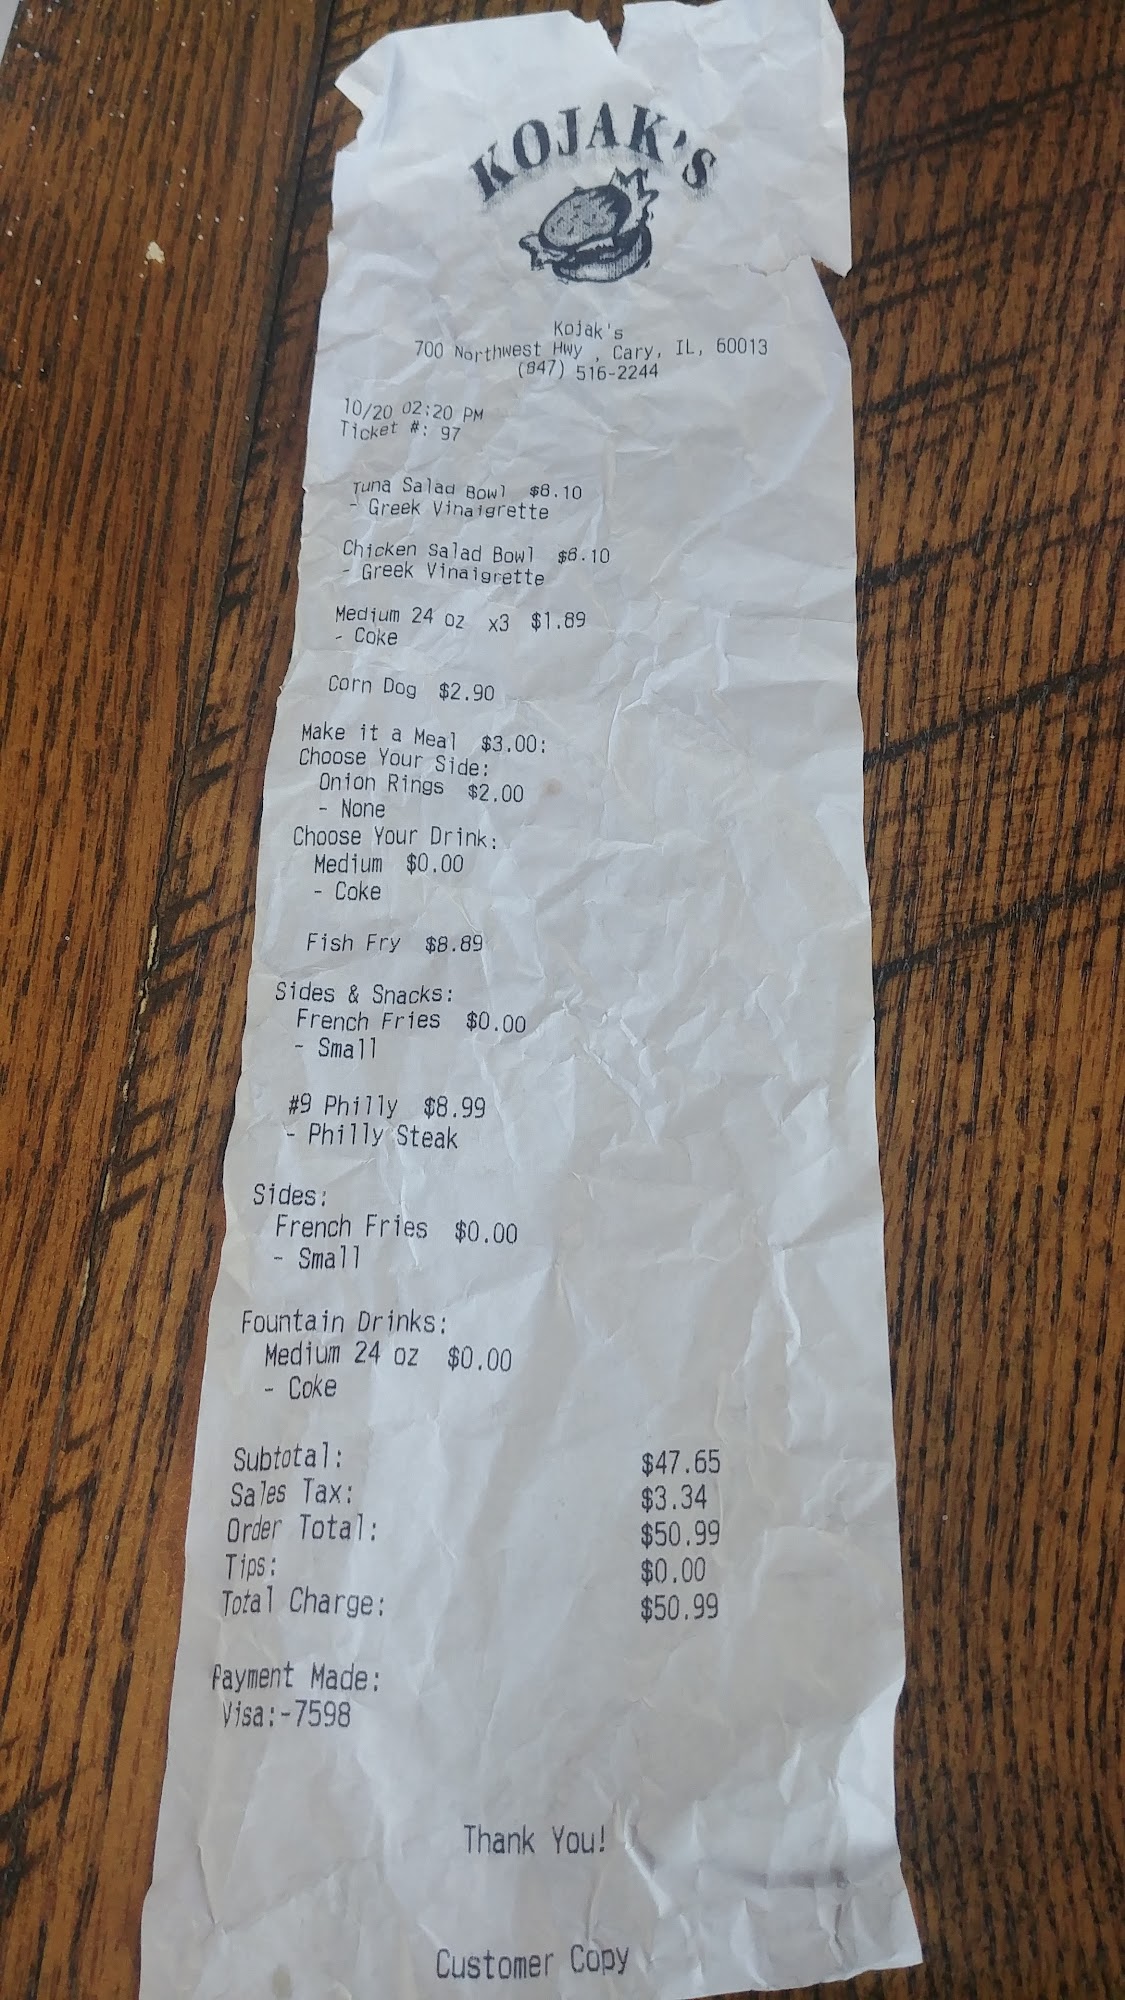 KOJAK'S
Kojak's
700 Northwest Hwy , Cary, IL, 60013
(847) 516-2244
10/20 02:20 PM
Ticket #: 97
Tuna Salad Bowl $8.10
- Greek Vinaigrette
Chicken Salad Bowl $8.10
- Greek Vinaigrette
Medium 24 oz x3 $1.89
- Coke
Corn Dog $2.90
Make it a Meal $3.00:
Choose Your Side:
Onion Rings $2.00
- None
Choose Your Drink:
Medium $0.00
- Coke
Fish Fry $8.89
Sides & Snacks:
French Fries $0.00
- Small
#9 Philly $8.99
- Philly Steak
Sides:
French Fries $0.00
- Small
Fountain Drinks:
Medium 24 oz $0.00
- Coke
Subtotal: $47.65
Sales Tax: $3.34
Order Total: $50.99
Tips: $0.00
Total Charge: $50.99
Payment Made:
Visa:-7598
Thank You!
Customer Copy